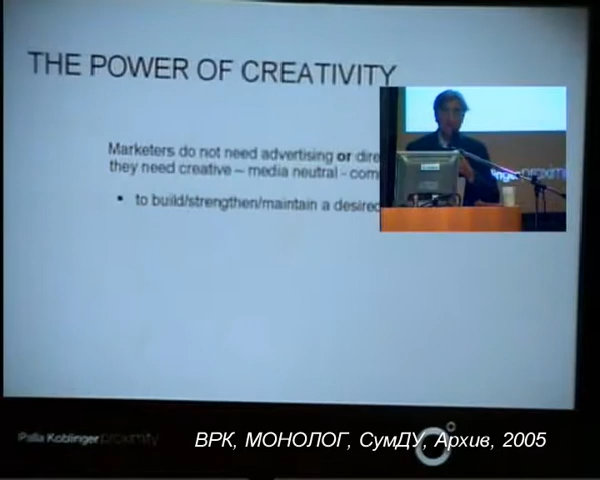 THE POWER OF CREATIVITY
Marketers do not need advertising or dire
they need creative – media neutral - com
• to build/strengthen/maintain a desired
Palla Koblinger proximity
ВРК, МОНОЛОГ, СумДУ, Архив, 2005